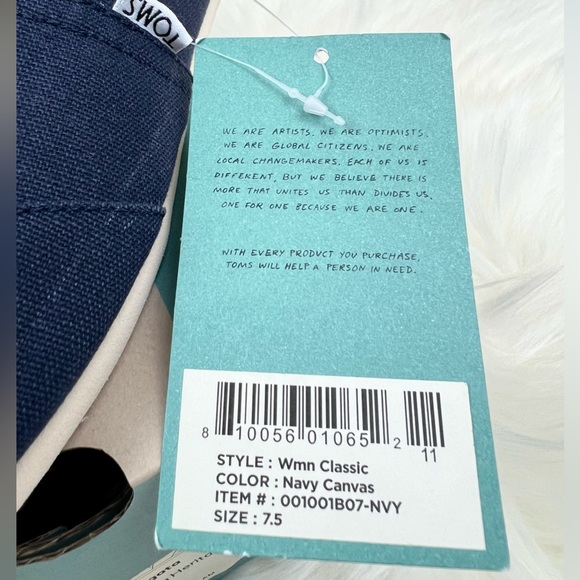 TOMS
WE ARE ARTISTS. WE ARE OPTIMISTS.
WE ARE GLOBAL CITIZENS. WE ARE
LOCAL CHANGEMAKERS. EACH OF US IS
DIFFERENT, BUT WE BELIEVE THERE IS
MORE THAT UNITES US THAN DIVIDES US.
ONE FOR ONE BECAUSE WE ARE ONE.
WITH EVERY PRODUCT YOU PURCHASE,
TOMS WILL HELP A PERSON IN NEED.
8 10056 01065 2 11
STYLE : Wmn Classic
COLOR : Navy Canvas
ITEM # : 001001B07-NVY
SIZE : 7.5